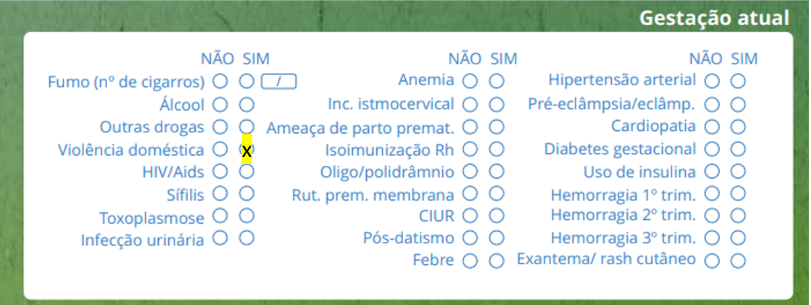 Gestação atual
NÃO SIM
Fumo (nº de cigarros) /
Álcool
Outras drogas
Violência doméstica X
HIV/Aids
Sífilis
Toxoplasmose
Infecção urinária
NÃO SIM
Anemia
Inc. istmocervical
Ameaça de parto premat.
Isoimunização Rh
Oligo/polidrâmnio
Rut. prem. membrana
CIUR
Pós-datismo
Febre
NÃO SIM
Hipertensão arterial
Pré-eclâmpsia/eclâmp.
Cardiopatia
Diabetes gestacional
Uso de insulina
Hemorragia 1º trim.
Hemorragia 2º trim.
Hemorragia 3º trim.
Exantema/ rash cutâneo